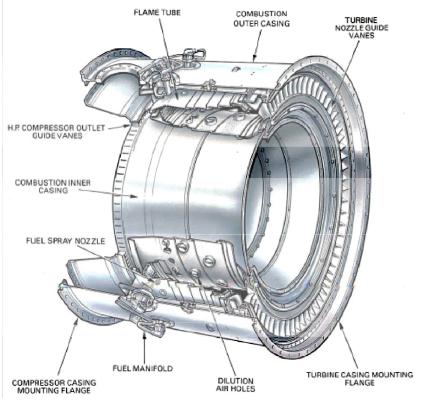 FLAME TUBE
COMBUSTION
OUTER CASING
TURBINE
NOZZLE GUIDE
VANES
H.P. COMPRESSOR OUTLET
GUIDE VANES
COMBUSTION INNER
CASING
FUEL SPRAY NOZZLE
FUEL MANIFOLD
COMPRESSOR CASING
MOUNTING FLANGE
DILUTION
AIR HOLES
TURBINE CASING MOUNTING
FLANGE